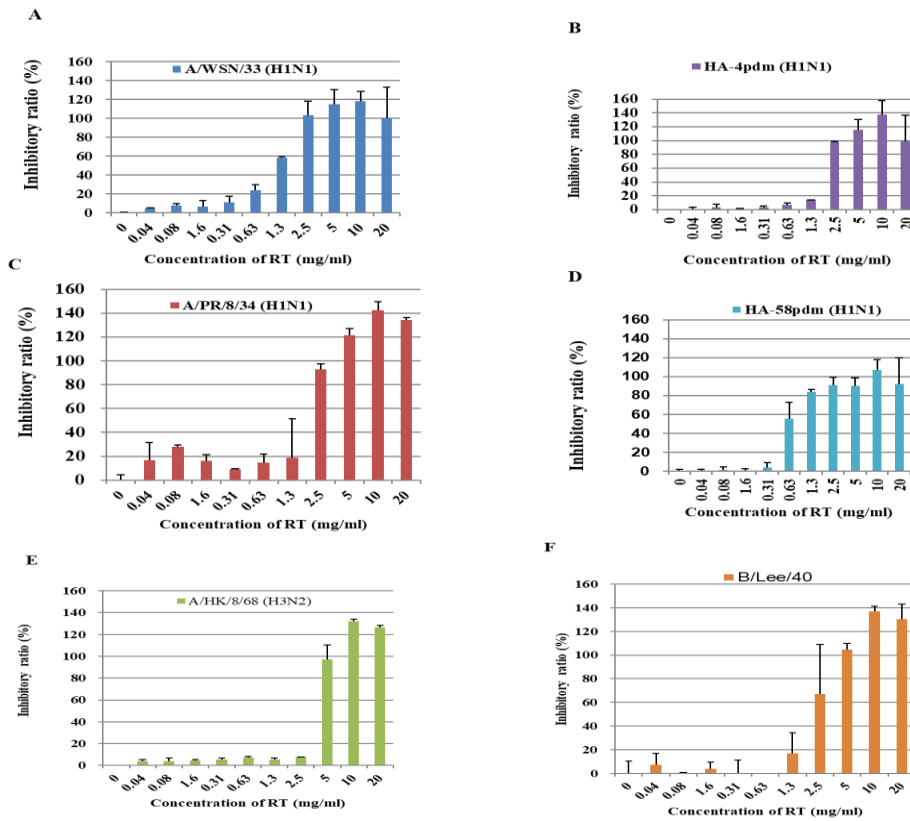 A
A/WSN/33 (H1N1)
Inhibitory ratio (%)
140
120
100
80
60
40
20
0
0 0.04 0.08 1.6 0.31 0.63 1.3 2.5 5 10 20
Concentration of RT (mg/ml)
B
HA-4pdm (H1N1)
Inhibitory ratio (%)
160
140
120
100
80
60
40
20
0
0 0.04 0.08 1.6 0.31 0.63 1.3 2.5 5 10 20
Concentration of RT (mg/ml)
C
A/PR/8/34 (H1N1)
Inhibitory ratio (%)
160
140
120
100
80
60
40
20
0
0 0.04 0.08 1.6 0.31 0.63 1.3 2.5 5 10 20
Concentration of RT (mg/ml)
D
HA-58pdm (H1N1)
Inhibitory ratio (%)
160
140
120
100
80
60
40
20
0
0 0.04 0.08 1.6 0.31 0.63 1.3 2.5 5 10 20
Concentration of RT (mg/ml)
E
A/HK/8/68 (H3N2)
Inhibitory ratio (%)
160
140
120
100
80
60
40
20
0
0 0.04 0.08 1.6 0.31 0.63 1.3 2.5 5 10 20
Concentration of RT (mg/ml)
F
B/Lee/40
Inhibitory ratio (%)
160
140
120
100
80
60
40
20
0
0 0.04 0.08 1.6 0.31 0.63 1.3 2.5 5 10 20
Concentration of RT (mg/ml)